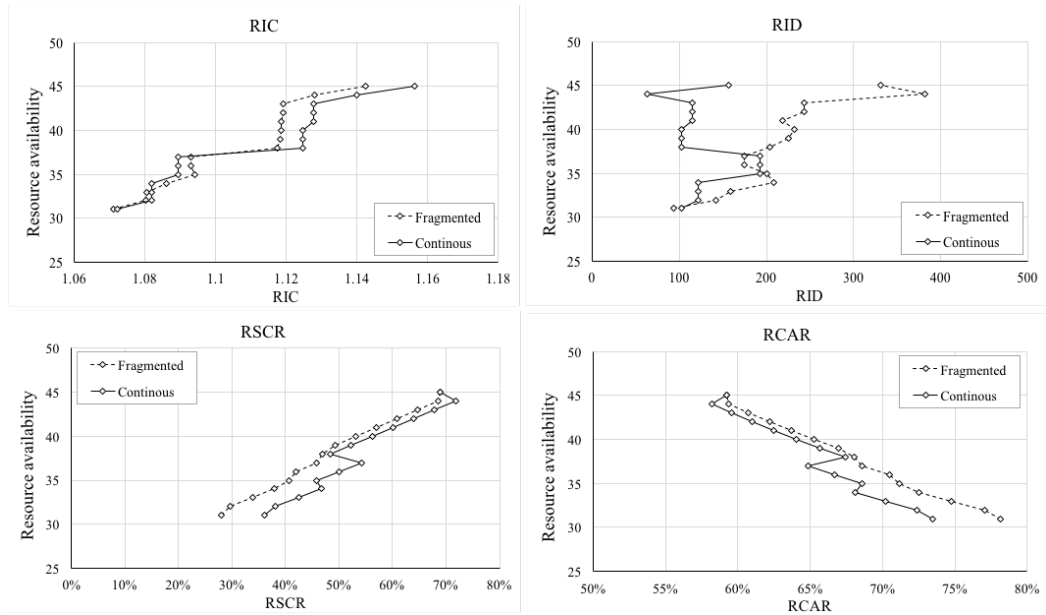 RIC
Resource availability
50
45
40
35
30
25
1.06 1.08 1.1 1.12 1.14 1.16 1.18
RIC
Fragmented
Continous
RID
Resource availability
50
45
40
35
30
25
0 100 200 300 400 500
RID
Fragmented
Continous
RSCR
Resource availability
50
45
40
35
30
25
0% 10% 20% 30% 40% 50% 60% 70% 80%
RSCR
Fragmented
Continous
RCAR
Resource availability
50
45
40
35
30
25
50% 55% 60% 65% 70% 75% 80%
RCAR
Fragmented
Continous